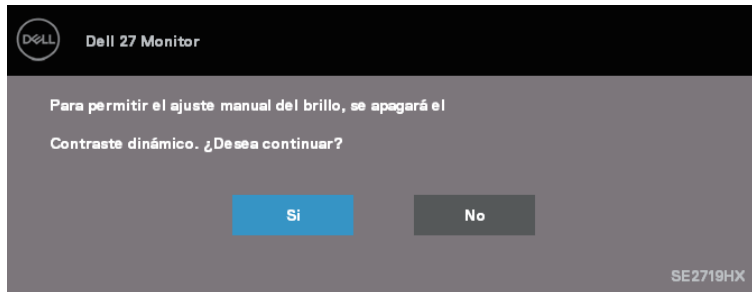 DELL
Dell 27 Monitor
Para permitir el ajuste manual del brillo, se apagará el
Contraste dinámico. ¿Desea continuar?
Si
No
SE2719HX